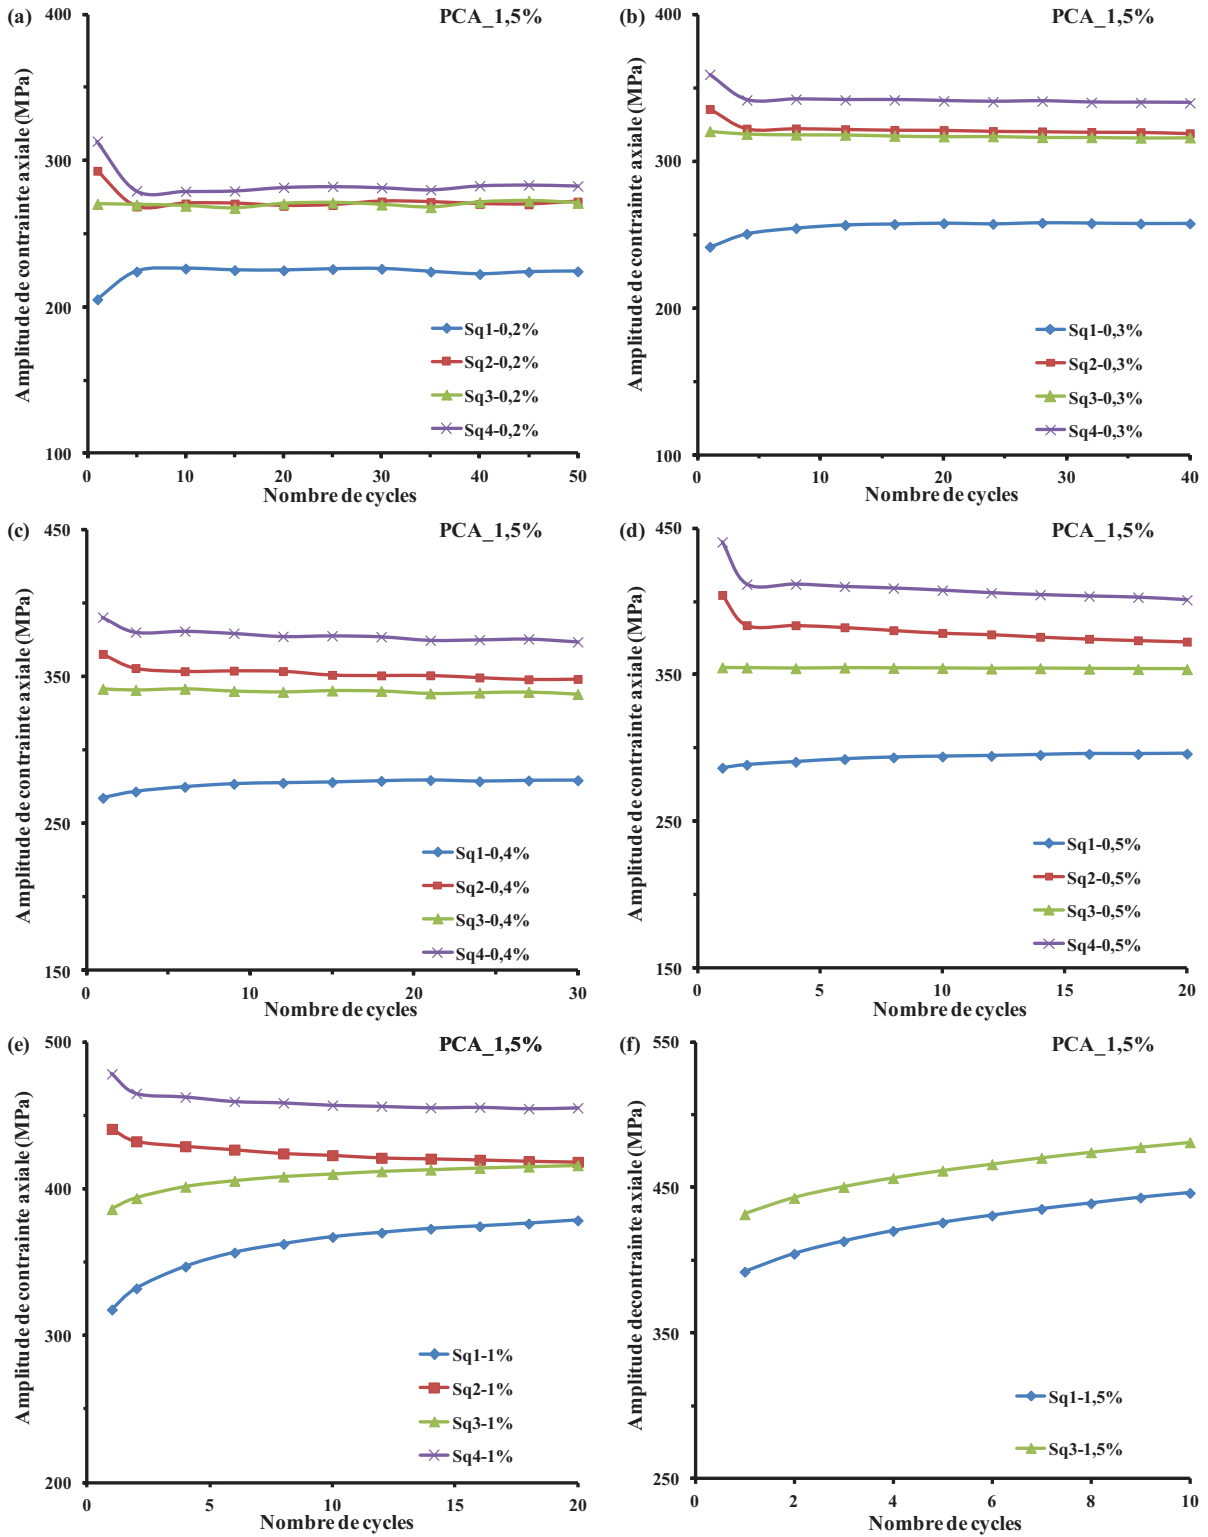 (a)
PCA_1,5%
400
300
200
100
0
10
20
30
40
50
Amplitude de contrainte axiale (MPa)
Nombre de cycles
Sq1-0,2%
Sq2-0,2%
Sq3-0,2%
Sq4-0,2%
(b)
PCA_1,5%
400
300
200
100
0
10
20
30
40
Amplitude de contrainte axiale (MPa)
Nombre de cycles
Sq1-0,3%
Sq2-0,3%
Sq3-0,3%
Sq4-0,3%
(c)
PCA_1,5%
450
350
250
150
0
10
20
30
Amplitude de contrainte axiale (MPa)
Nombre de cycles
Sq1-0,4%
Sq2-0,4%
Sq3-0,4%
Sq4-0,4%
(d)
PCA_1,5%
450
350
250
150
0
5
10
15
20
Amplitude de contrainte axiale (MPa)
Nombre de cycles
Sq1-0,5%
Sq2-0,5%
Sq3-0,5%
Sq4-0,5%
(e)
PCA_1,5%
500
400
300
200
0
5
10
15
20
Amplitude de contrainte axiale (MPa)
Nombre de cycles
Sq1-1%
Sq2-1%
Sq3-1%
Sq4-1%
(f)
PCA_1,5%
550
450
350
250
0
2
4
6
8
10
Amplitude decontrainte axiale (MPa)
Nombre de cycles
Sq1-1,5%
Sq3-1,5%